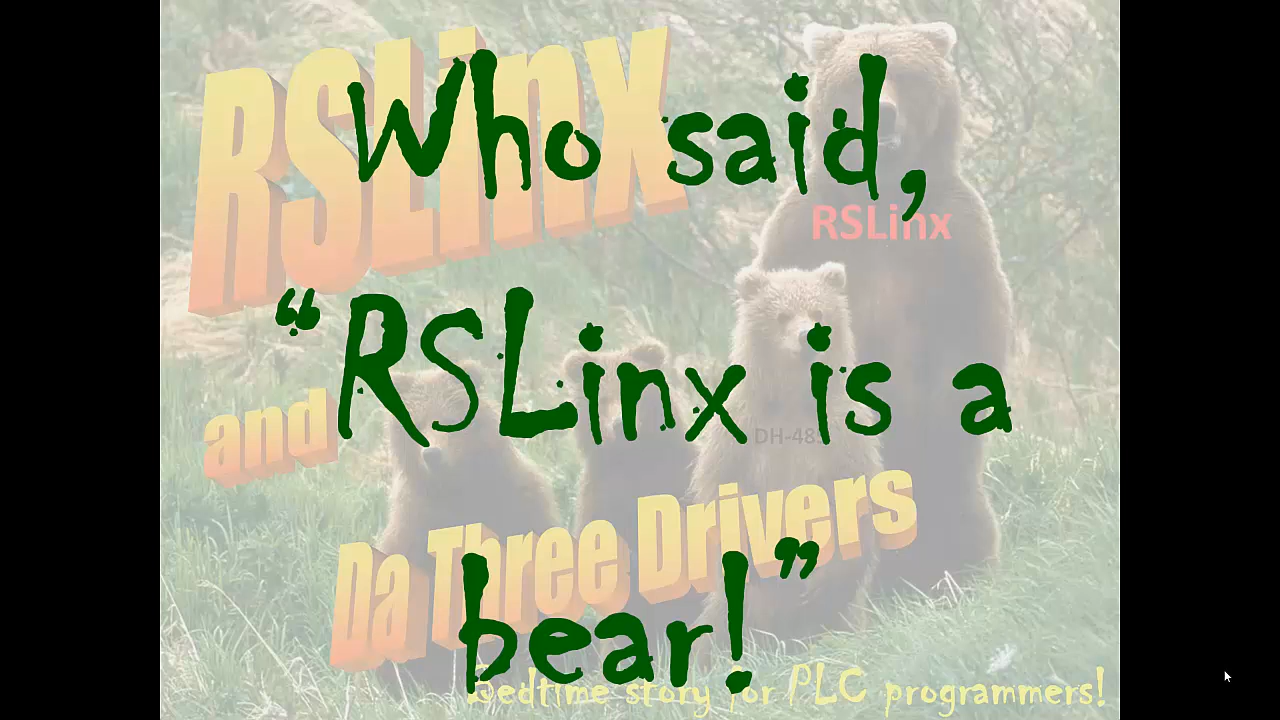 Who said,
“RSLinx is a
bear!”
RSLinx
and
Da Three Drivers
Bedtime story for PLC programmers!
RSLinx
DH-485